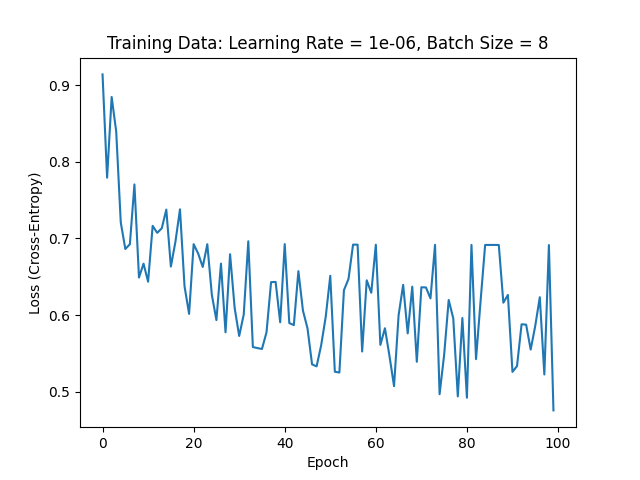 Training Data: Learning Rate = 1e-06, Batch Size = 8
0.9
0.8
0.7
0.6
0.5
Loss (Cross-Entropy)
0 20 40 60 80 100
Epoch